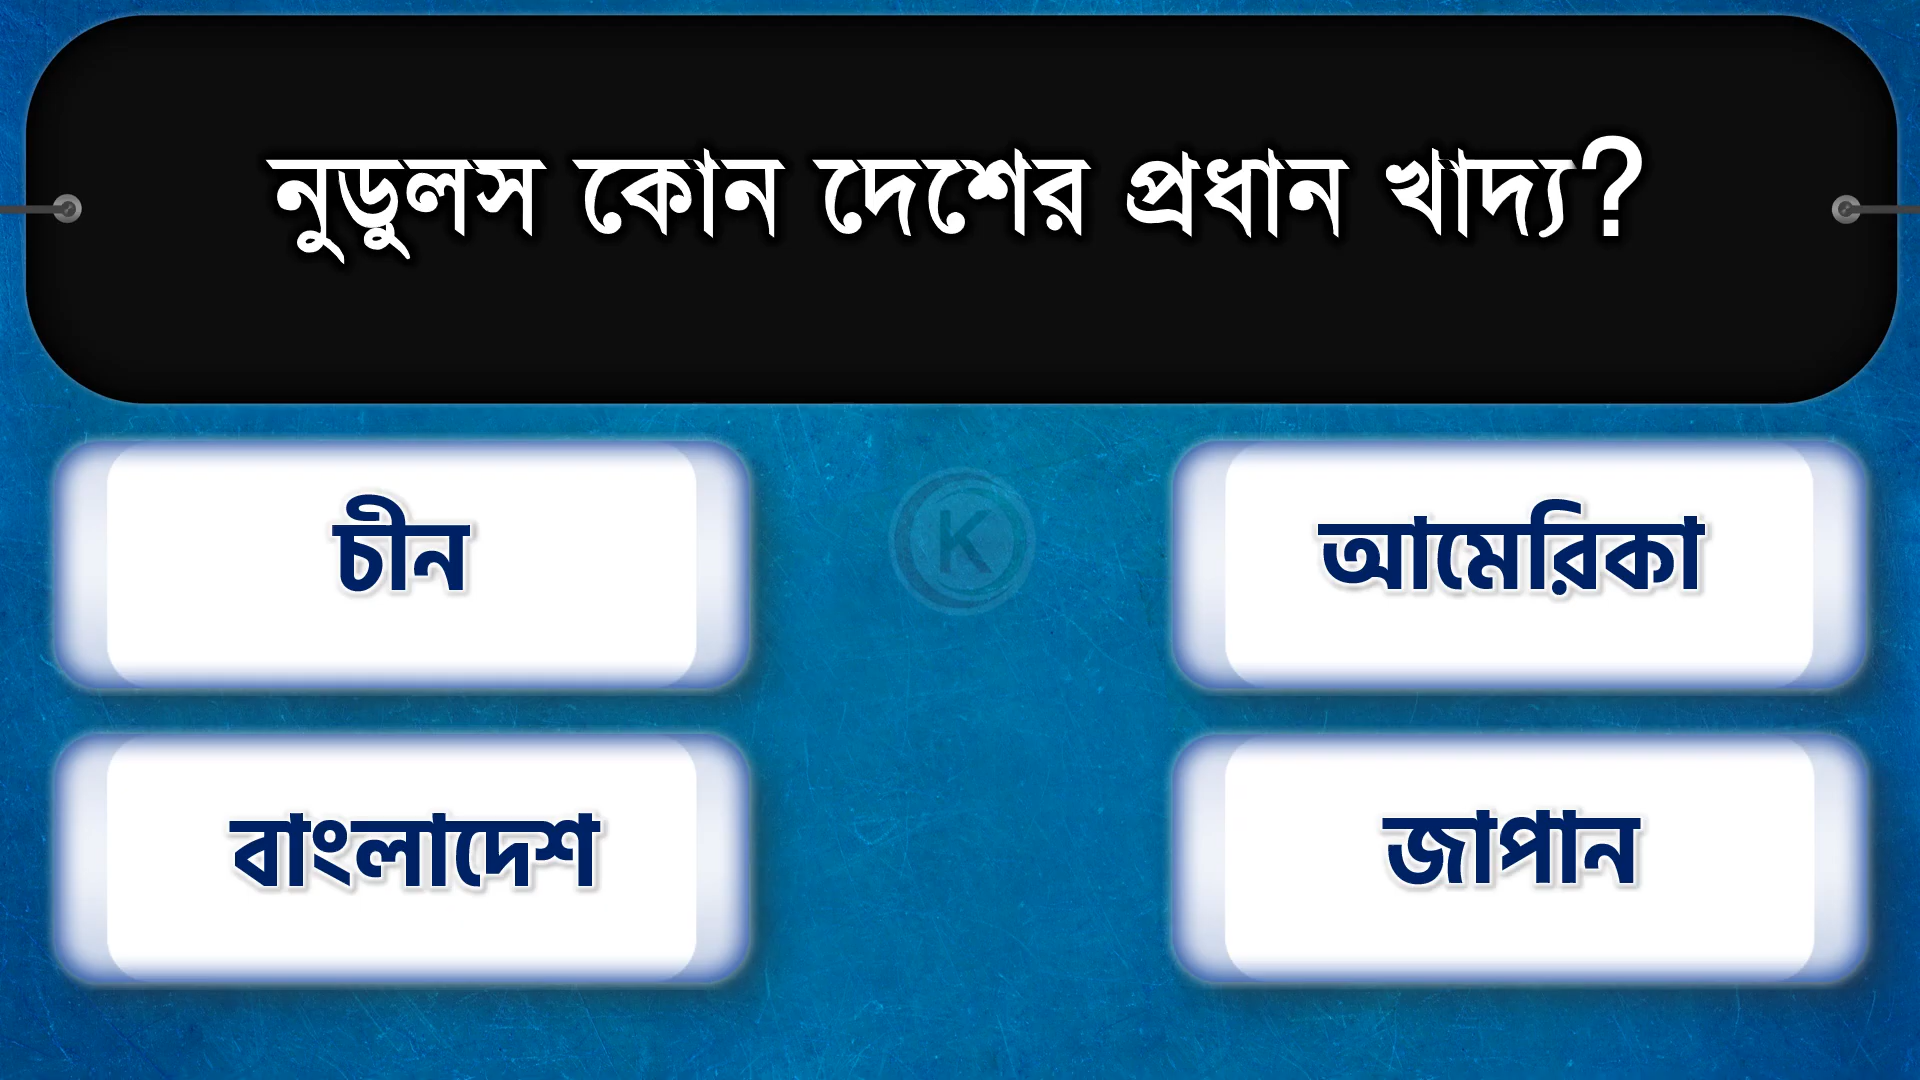 নুডুলস কোন দেশের প্রধান খাদ্য?
চীন
আমেরিকা
K
বাংলাদেশ
জাপান